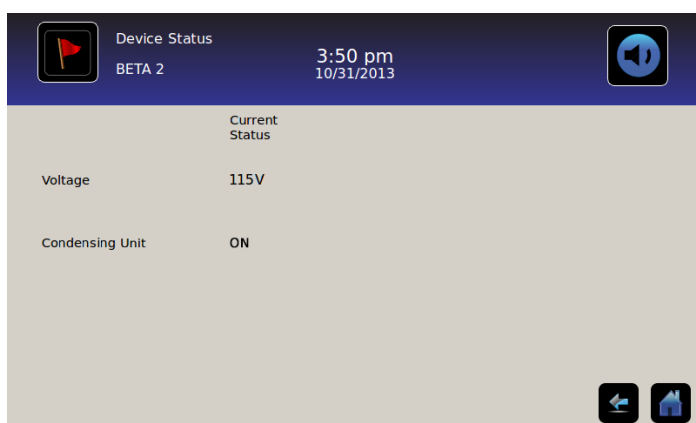 Device Status
BETA 2
3:50 pm
10/31/2013
Current
Status
Voltage 115V
Condensing Unit ON